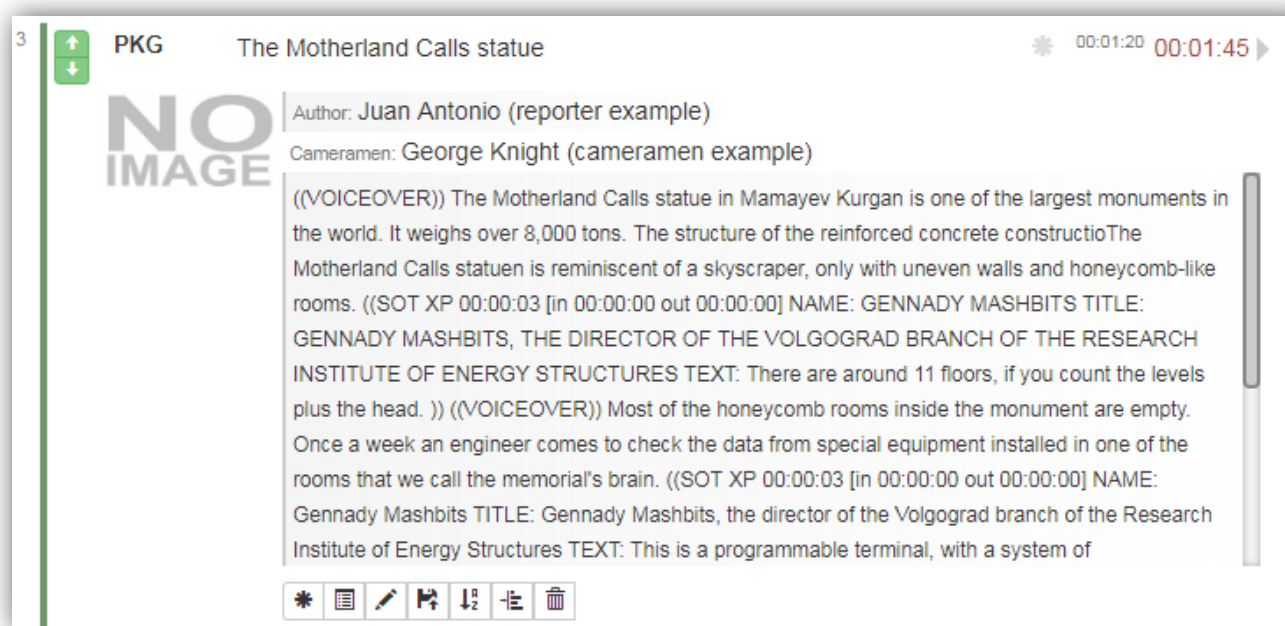 3 PKG The Motherland Calls statue 00:01:20 00:01:45
NO
IMAGE
Author: Juan Antonio (reporter example)
Cameramen: George Knight (cameramen example)
((VOICEOVER)) The Motherland Calls statue in Mamayev Kurgan is one of the largest monuments in
the world. It weighs over 8,000 tons. The structure of the reinforced concrete constructioThe
Motherland Calls statuen is reminiscent of a skyscraper, only with uneven walls and honeycomb-like
rooms. ((SOT XP 00:00:03 [in 00:00:00 out 00:00:00] NAME: GENNADY MASHBITS TITLE:
GENNADY MASHBITS, THE DIRECTOR OF THE VOLGOGRAD BRANCH OF THE RESEARCH
INSTITUTE OF ENERGY STRUCTURES TEXT: There are around 11 floors, if you count the levels
plus the head. )) ((VOICEOVER)) Most of the honeycomb rooms inside the monument are empty.
Once a week an engineer comes to check the data from special equipment installed in one of the
rooms that we call the memorial's brain. ((SOT XP 00:00:03 [in 00:00:00 out 00:00:00] NAME:
Gennady Mashbits TITLE: Gennady Mashbits, the director of the Volgograd branch of the Research
Institute of Energy Structures TEXT: This is a programmable terminal, with a system of